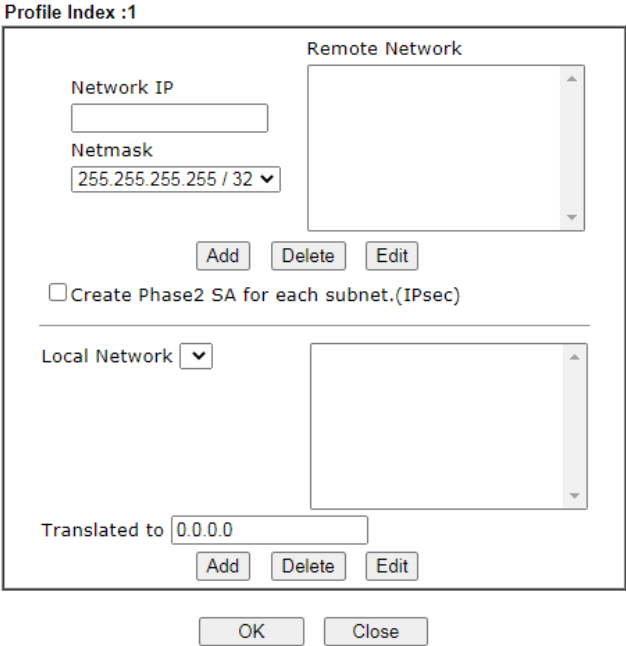 Profile Index :1
Remote Network
Network IP
Netmask
255.255.255.255 / 32
Add Delete Edit
Create Phase2 SA for each subnet.(IPsec)
Local Network
Translated to 0.0.0.0
Add Delete Edit
OK Close